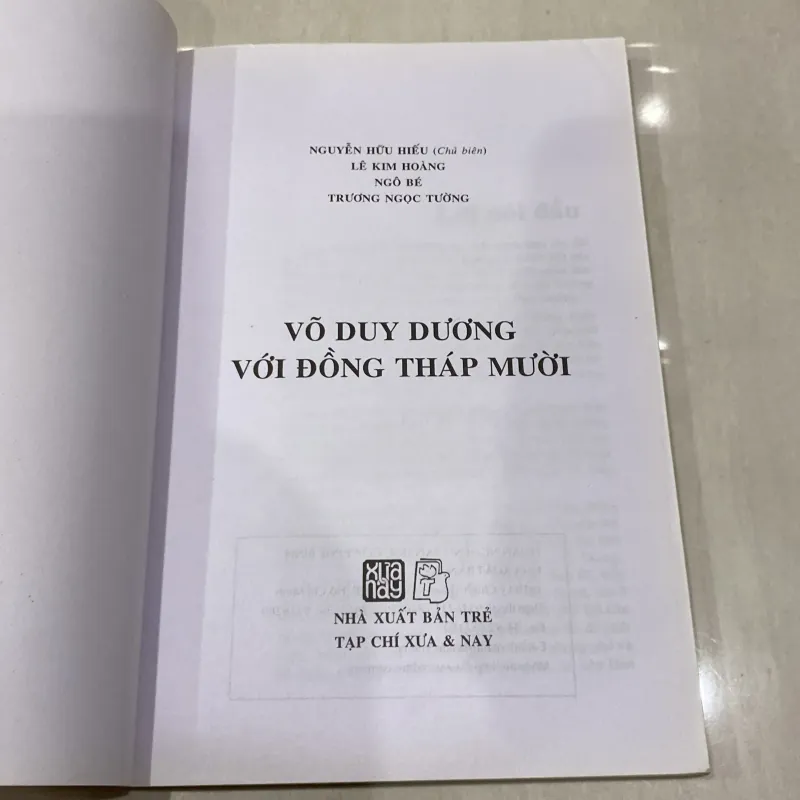 NGUYỄN HỮU HIẾU (Chủ biên)
LÊ KIM HOÀNG
NGÔ BÉ
TRƯƠNG NGỌC TƯỜNG
VÕ DUY DƯƠNG
VỚI ĐỒNG THÁP MƯỜI
XƯA NAY
NHÀ XUẤT BẢN TRẺ
TẠP CHÍ XƯA & NAY